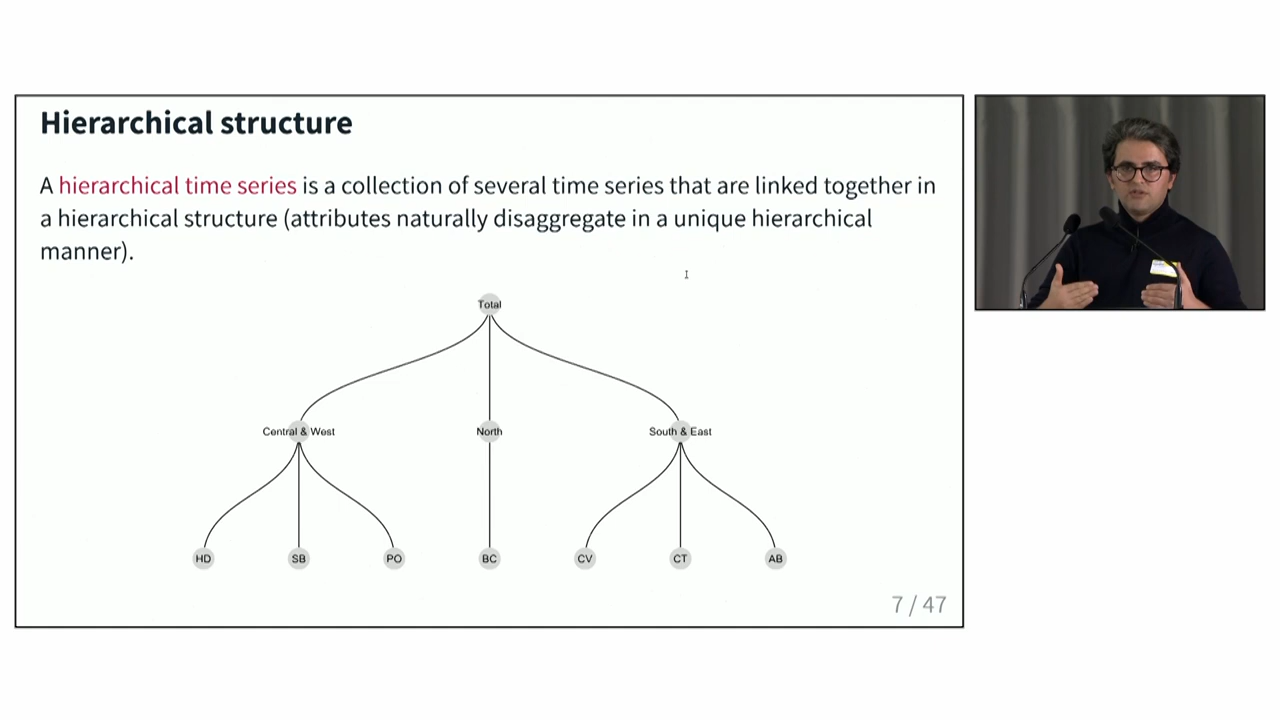 Hierarchical structure
A hierarchical time series is a collection of several time series that are linked together in
a hierarchical structure (attributes naturally disaggregate in a unique hierarchical
manner).
Total
Central & West
North
South & East
HD
SB
PO
BC
CV
CT
AB
7 / 47